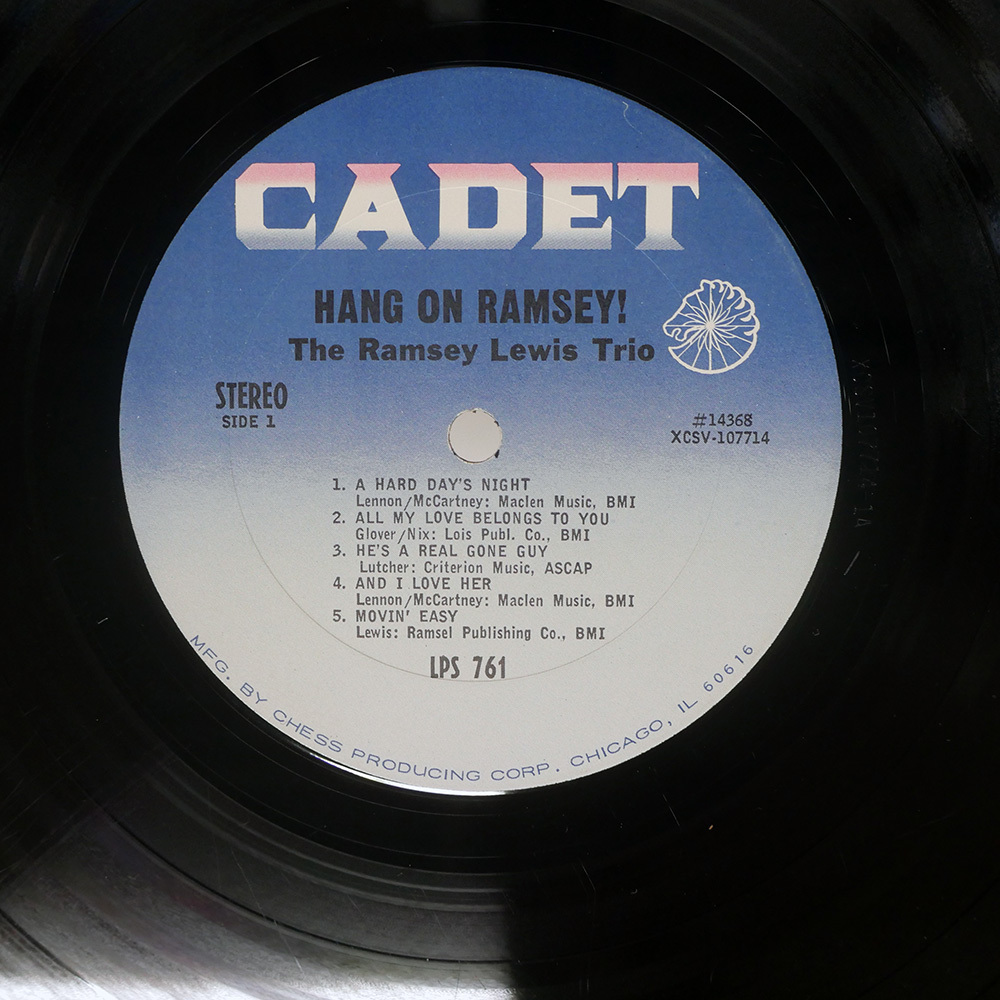 CADET
HANG ON RAMSEY!
The Ramsey Lewis Trio
STEREO
SIDE 1
#14368
XCSV-107714
1. A HARD DAY'S NIGHT
Lennon/McCartney: Maclen Music, BMI
2. ALL MY LOVE BELONGS TO YOU
Glover/Nix: Lois Publ. Co., BMI
3. HE'S A REAL GONE GUY
Lutcher: Criterion Music, ASCAP
4. AND I LOVE HER
Lennon/McCartney: Maclen Music, BMI
5. MOVIN' EASY
Lewis: Ramsel Publishing Co., BMI
LPS 761
MFG. BY CHESS PRODUCING CORP. CHICAGO, IL 60616